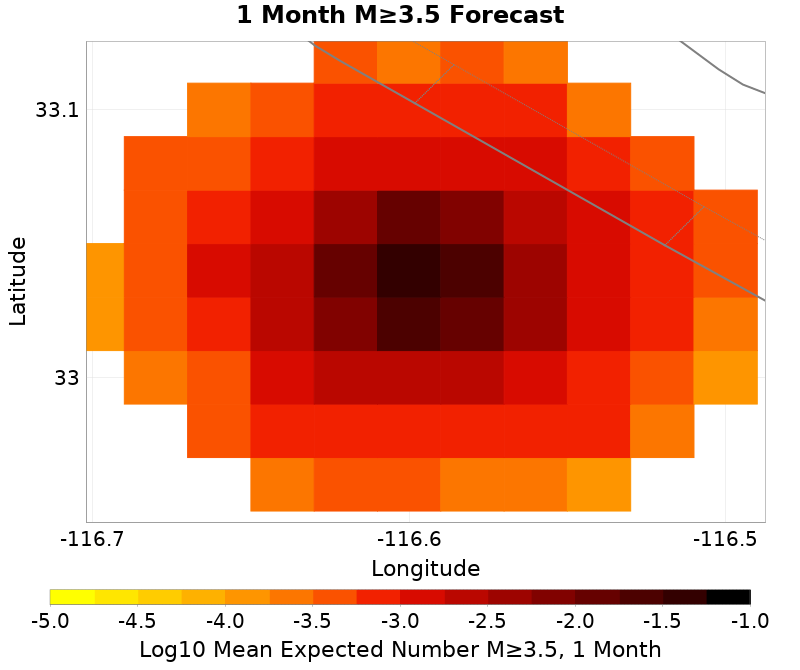 1 Month M≥3.5 Forecast
33.1
33
Latitude
-116.7 -116.6 -116.5
Longitude
-5.0 -4.5 -4.0 -3.5 -3.0 -2.5 -2.0 -1.5 -1.0
Log10 Mean Expected Number M≥3.5, 1 Month